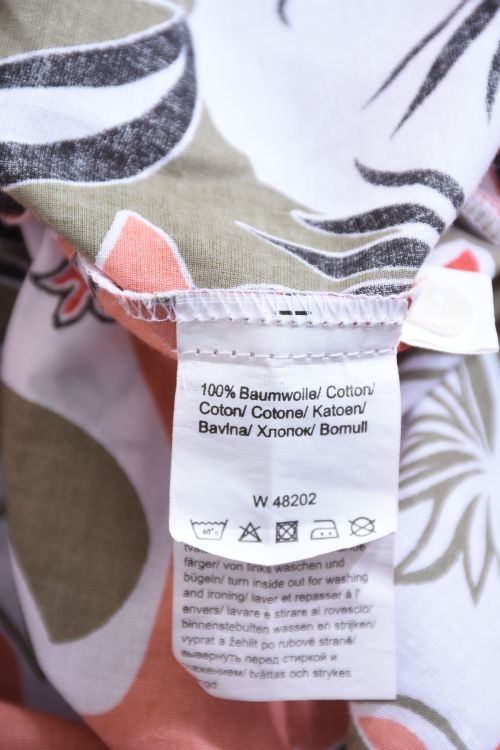 100% Baumwolle/ Cotton/
Coton/ Cotone/ Katoen/
Bavlna/ Хлопок/ Bomull
W 48202
40°c
färger/ von links waschen und
bügeln/ turn inside out for washing
and ironing/ laver et repasser à l'
envers/ lavare e stirare al rovescio/
binnenstebuiten wassen en strijken/
vyprat a žehlit po rubové straně/
вывернуть перед стиркой и
tvättas och strykes